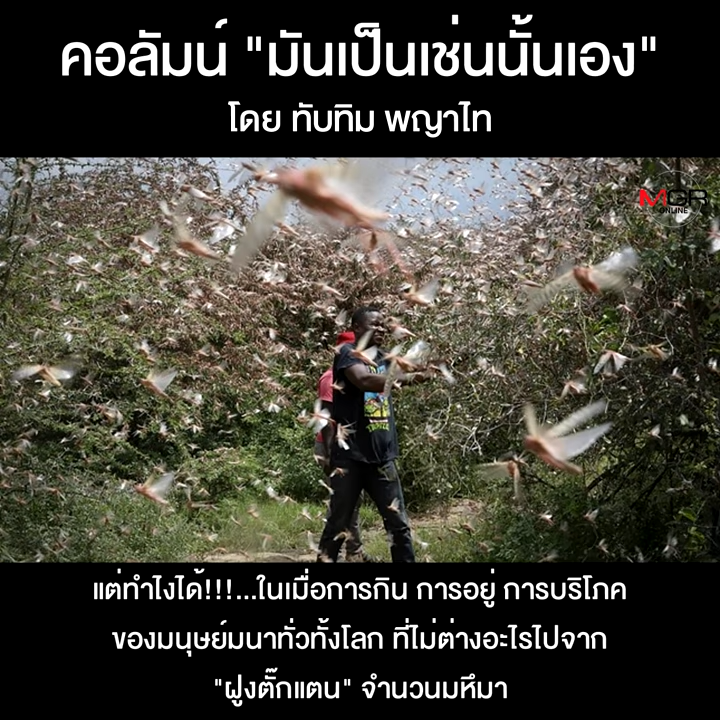 คอลัมน์ "มันเป็นเช่นนั้นเอง"
โดย ทับทิม พญาไท
MGR
ONLINE
แต่ทำไงได้!!!...ในเมื่อการกิน การอยู่ การบริโภค
ของมนุษย์มนาทั่วทั้งโลก ที่ไม่ต่างอะไรไปจาก
"ฝูงตั๊กแตน" จำนวนมหึมา